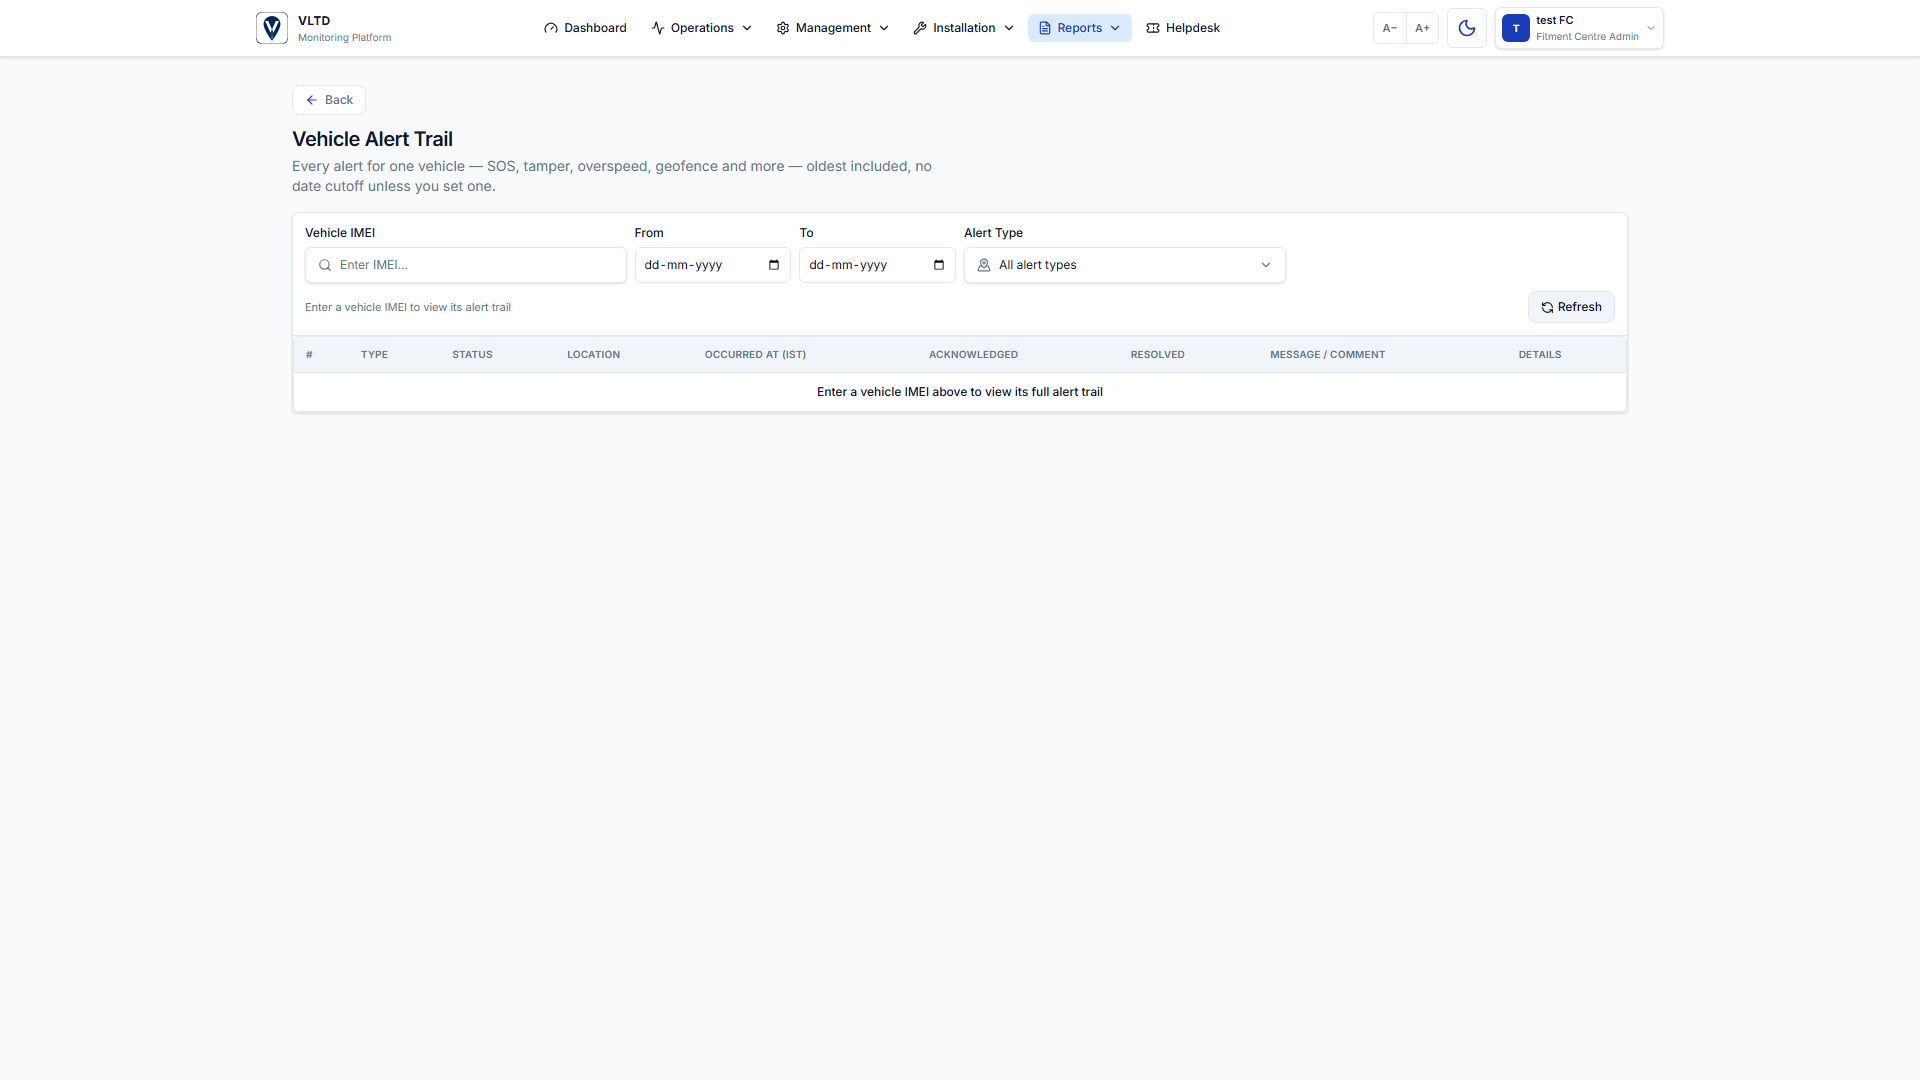 VLTD
Monitoring Platform
Dashboard
Operations
Management
Installation
Reports
Helpdesk
A−
A+
T
test FC
Fitment Centre Admin
Back
Vehicle Alert Trail
Every alert for one vehicle — SOS, tamper, overspeed, geofence and more — oldest included, no
date cutoff unless you set one.
Vehicle IMEI
From
To
Alert Type
Enter IMEI...
dd-mm-yyyy
dd-mm-yyyy
All alert types
Enter a vehicle IMEI to view its alert trail
Refresh
# TYPE STATUS LOCATION OCCURRED AT (IST) ACKNOWLEDGED RESOLVED MESSAGE / COMMENT DETAILS
Enter a vehicle IMEI above to view its full alert trail